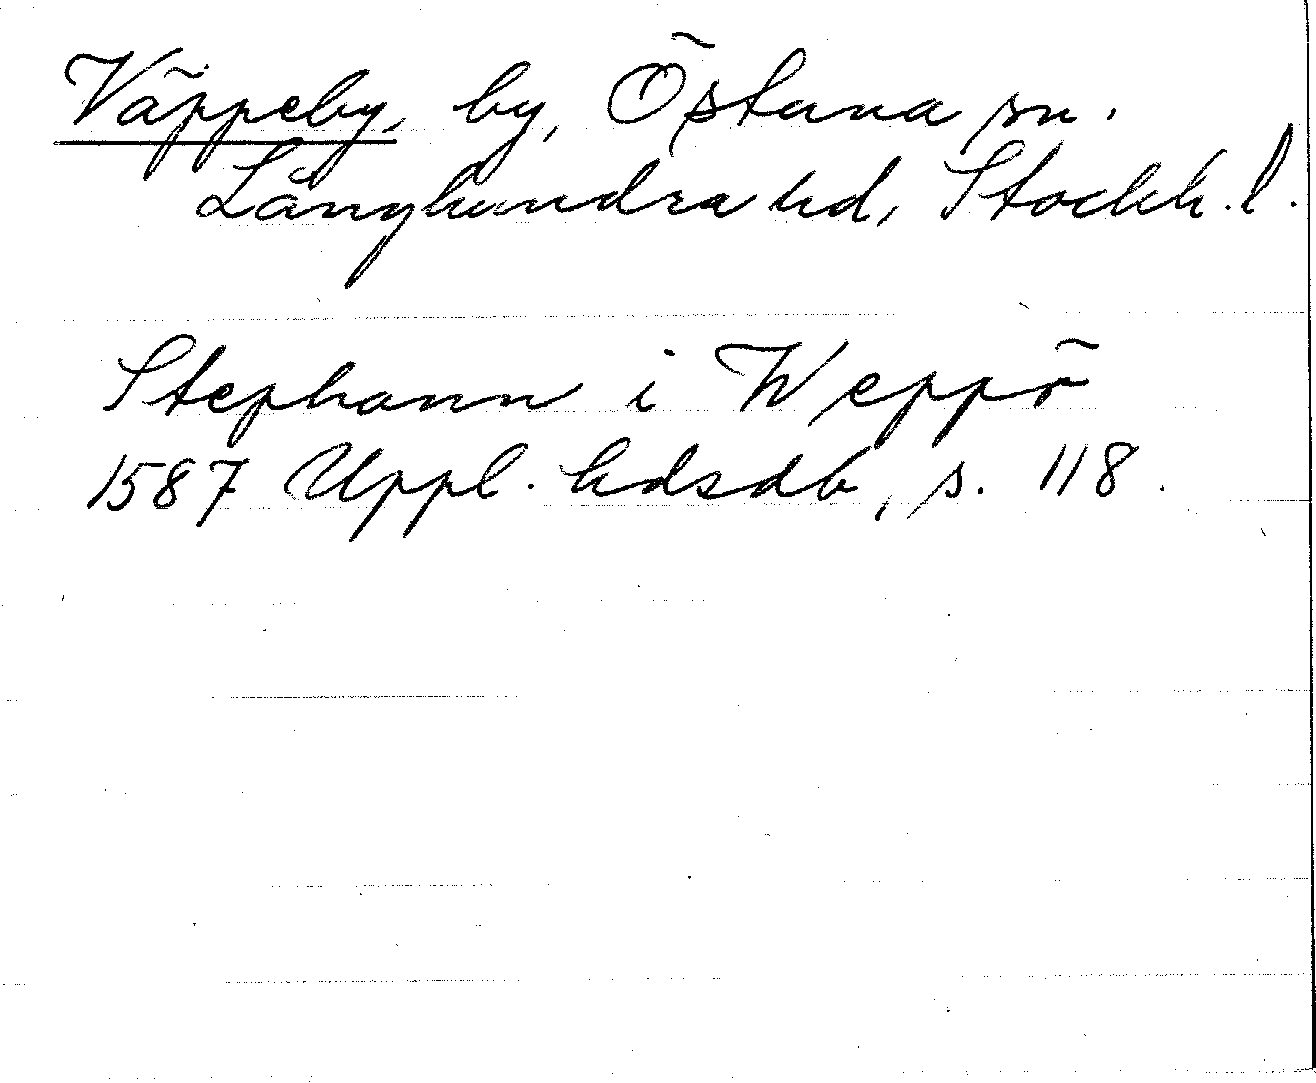 Väppeby, by, Östuna sn.
Långhundra hd, Stockh. l.
Stephann i Weppö
1587 Uppl. hdsdb, s. 118.